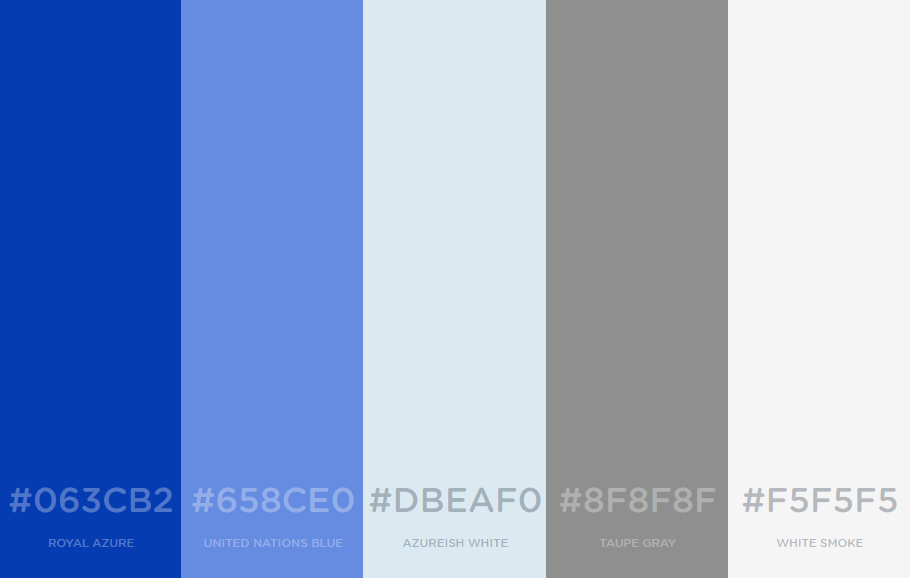 #063CB2
ROYAL AZURE
#658CE0
UNITED NATIONS BLUE
#DBEAF0
AZUREISH WHITE
#8F8F8F
TAUPE GRAY
#F5F5F5
WHITE SMOKE